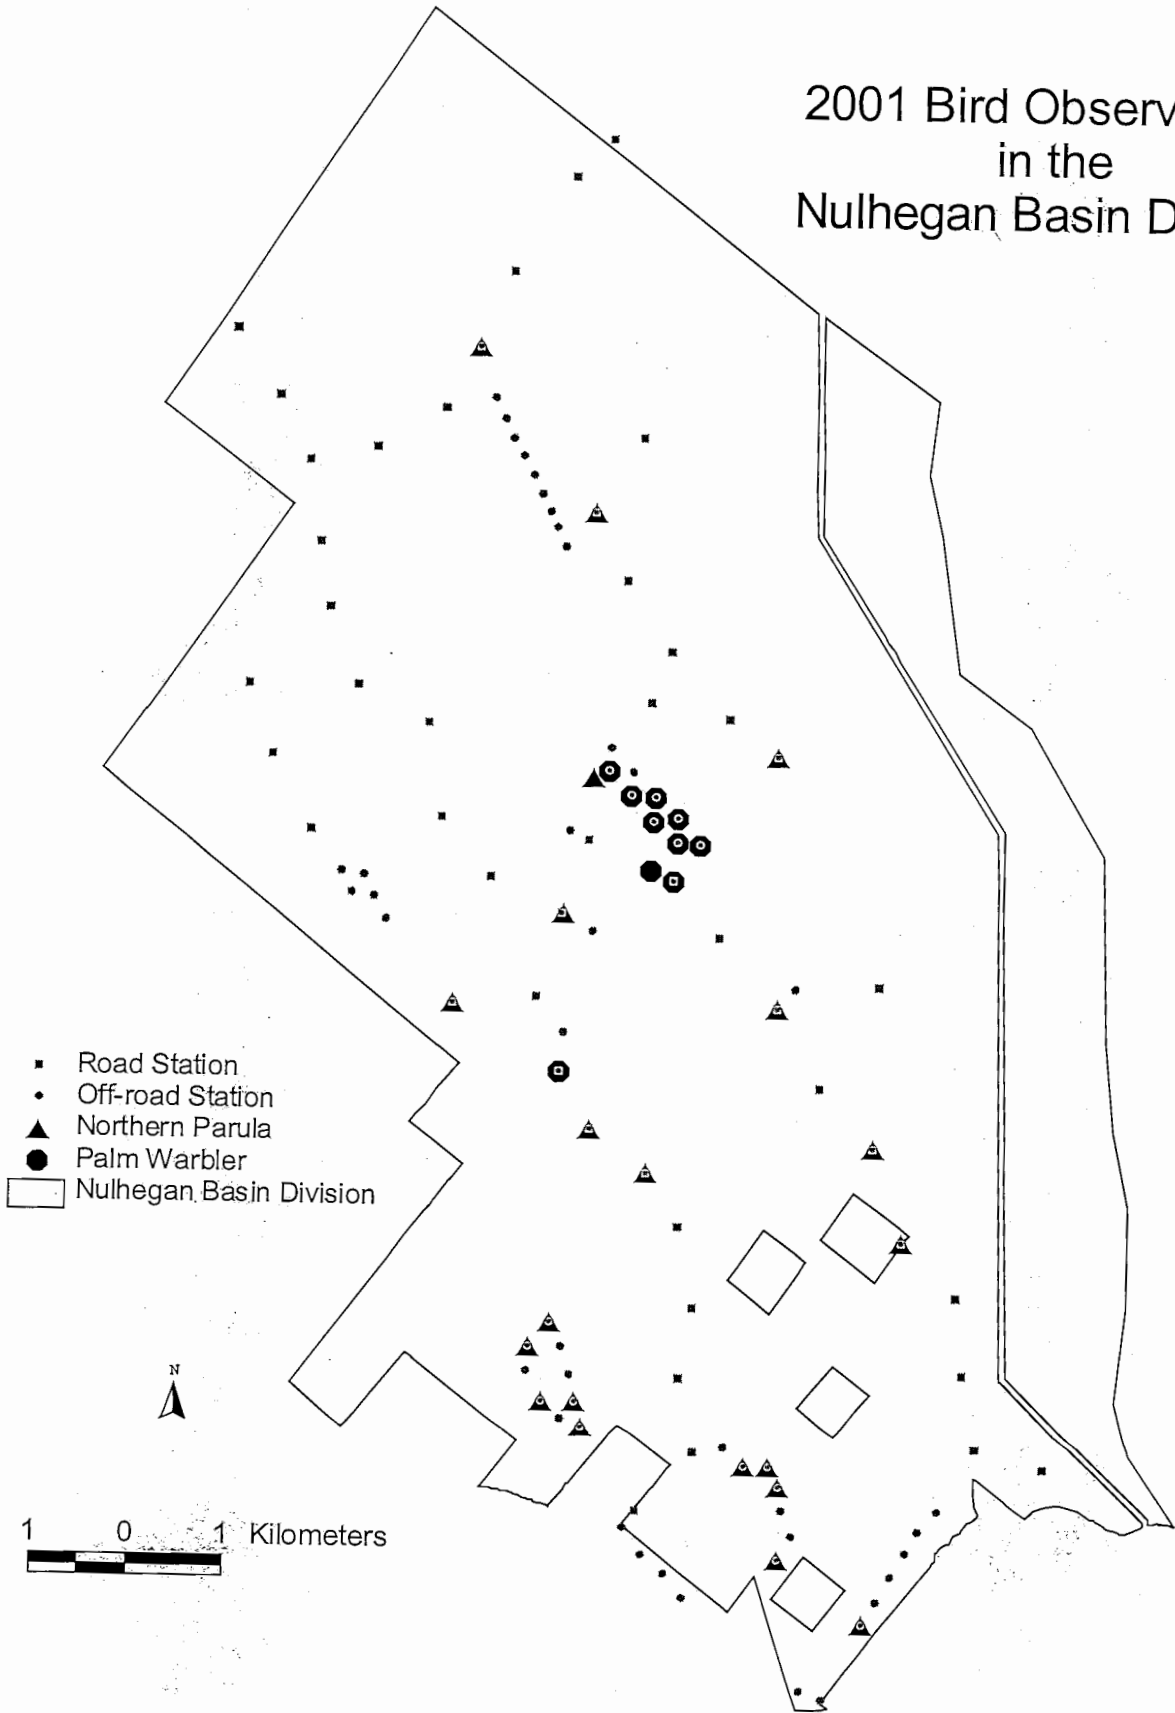 2001 Bird Observ
in the
Nulhegan Basin D
Road Station
Off-road Station
Northern Parula
Palm Warbler
Nulhegan Basin Division
N
1 0 1 Kilometers